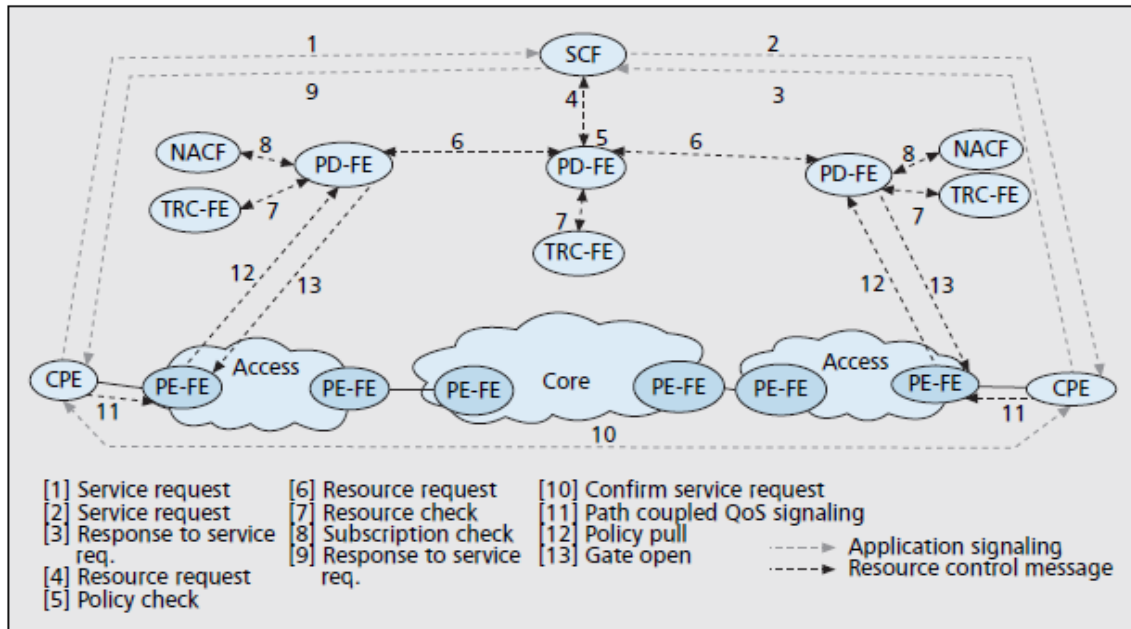 1
2
SCF
9
4
3
5
NACF
8
PD-FE
6
PD-FE
6
PD-FE
8
NACF
TRC-FE
7
7
TRC-FE
7
TRC-FE
12
13
12
13
CPE
11
PE-FE
Access
PE-FE
PE-FE
Core
PE-FE
PE-FE
Access
PE-FE
11
CPE
10
[1] Service request
[2] Service request
[3] Response to service
req.
[4] Resource request
[5] Policy check
[6] Resource request
[7] Resource check
[8] Subscription check
[9] Response to service
req.
[10] Confirm service request
[11] Path coupled QoS signaling
[12] Policy pull
[13] Gate open
Application signaling
Resource control message